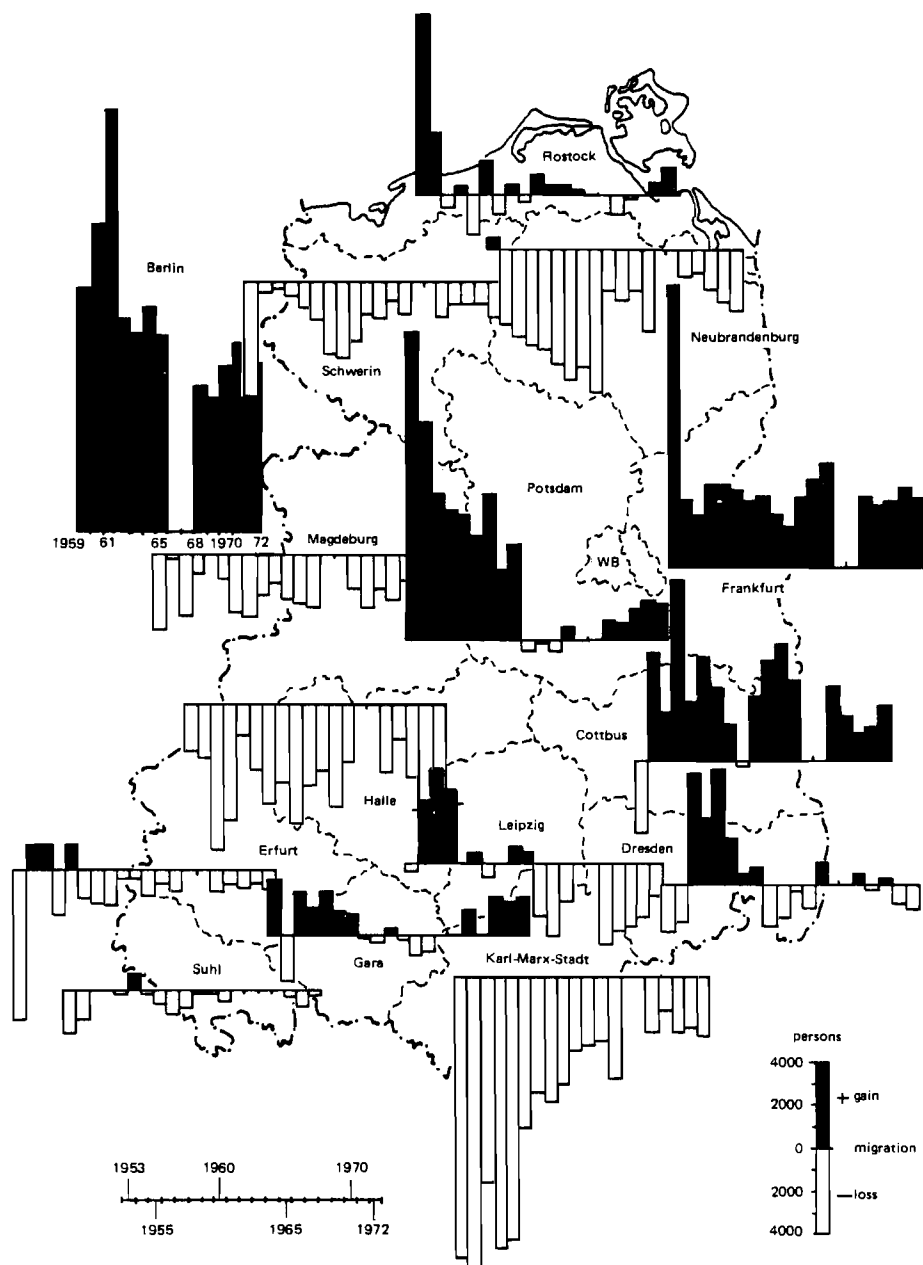 Rostock
Berlin
Neubrandenburg
Schwerin
Potsdam
1959 61 65 68 1970 72
Magdeburg
WB
Frankfurt
Cottbus
Halle
Leipzig
Erfurt
Dresden
Suhl
Gara
Karl-Marx-Stadt
persons
4000
+ gain
2000
0 migration
2000
— loss
4000
1953 1960 1970
1955 1965 1972